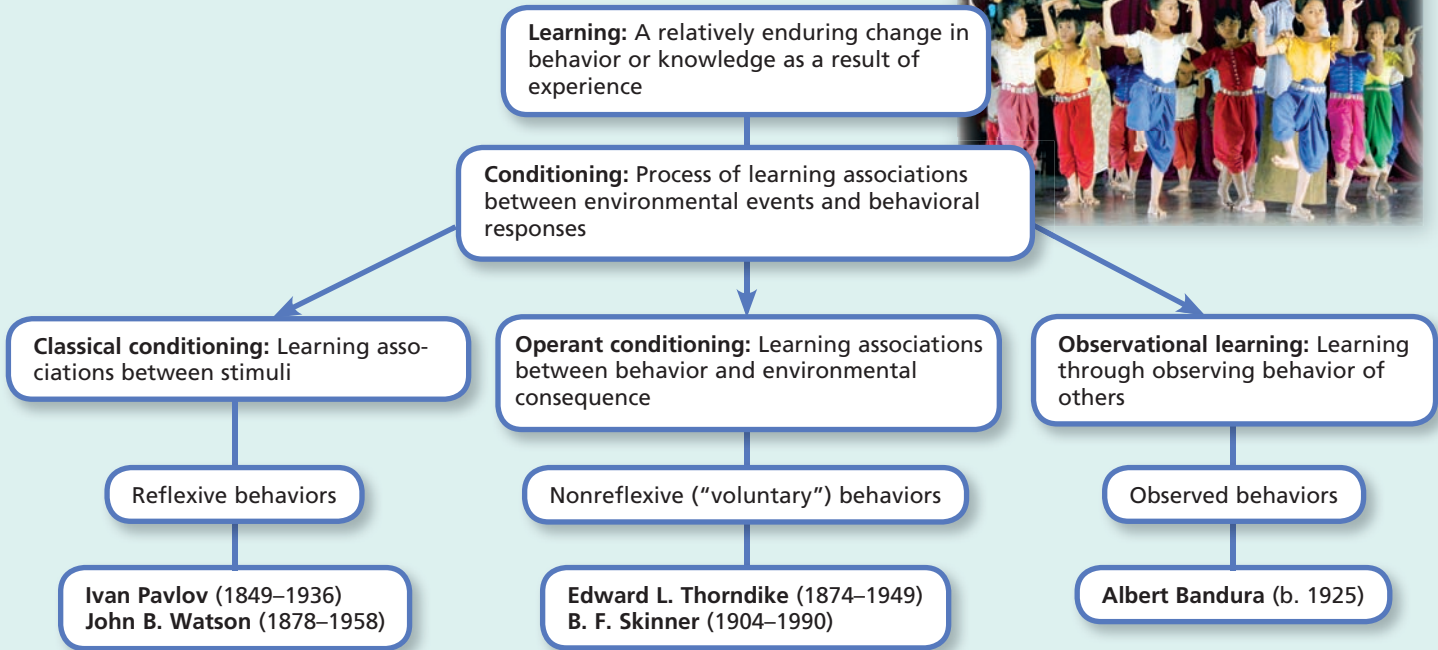 Learning: A relatively enduring change in
behavior or knowledge as a result of
experience
Conditioning: Process of learning associations
between environmental events and behavioral
responses
Classical conditioning: Learning asso-
ciations between stimuli
Reflexive behaviors
Ivan Pavlov (1849–1936)
John B. Watson (1878–1958)
Operant conditioning: Learning associations
between behavior and environmental
consequence
Nonreflexive (“voluntary”) behaviors
Edward L. Thorndike (1874–1949)
B. F. Skinner (1904–1990)
Observational learning: Learning
through observing behavior of
others
Observed behaviors
Albert Bandura (b. 1925)